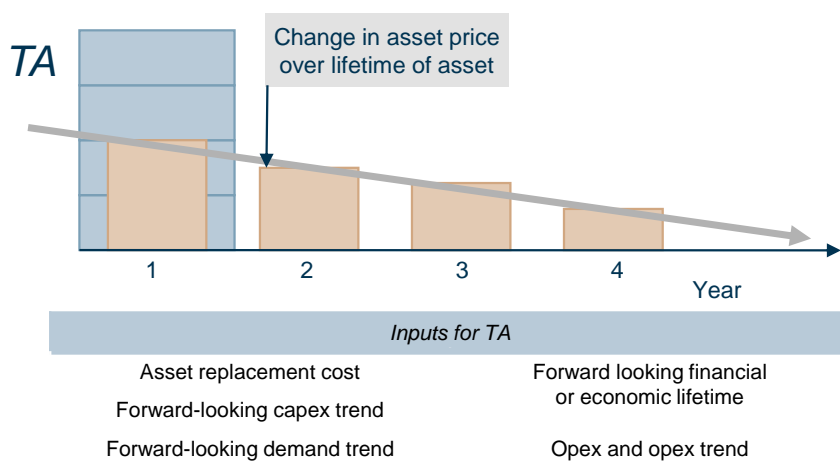 TA
Change in asset price
over lifetime of asset
1
2
3
4
Year
Inputs for TA
Asset replacement cost
Forward-looking capex trend
Forward-looking demand trend
Forward looking financial
or economic lifetime
Opex and opex trend